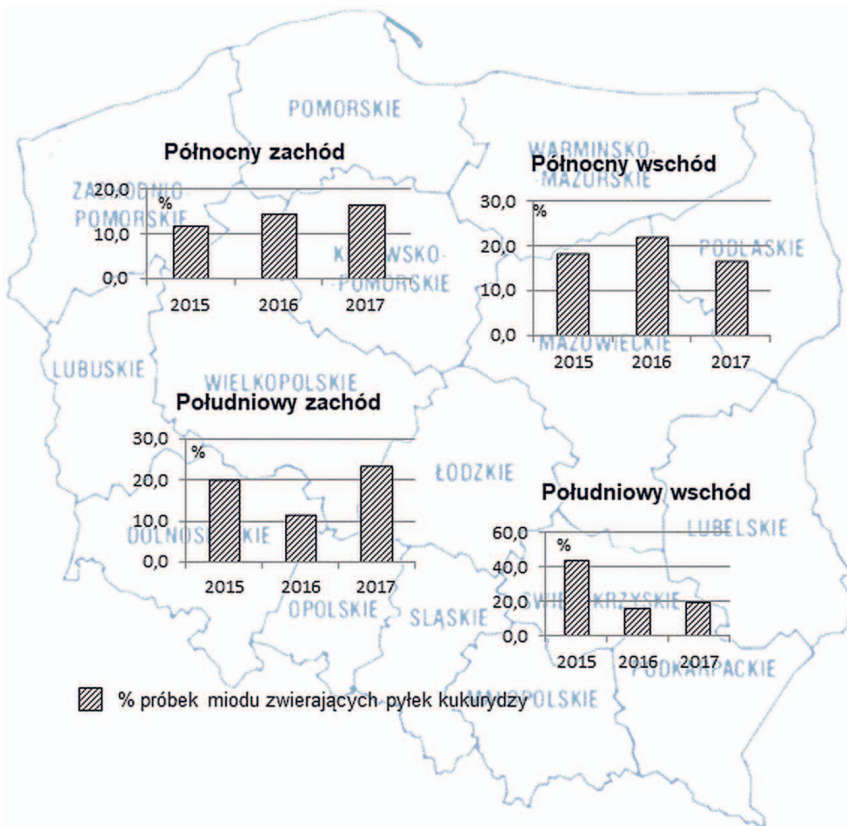 POMORSKIE
Północny zachód
WARMIŃSKO-
MAZURSKIE
Północny wschód
ZACHODNIO-
POMORSKIE
20,0
%
10,0
0,0
2015 2016 2017
POMORSKIE
30,0
%
20,0
10,0
0,0
2015 2016 2017
PODLASKIE
MAZOWIECKIE
LUBUSKIE
WIELKOPOLSKIE
Południowy zachód
30,0
%
20,0
10,0
0,0
2015 2016 2017
ŁÓDZKIE
Południowy wschód
60,0
%
40,0
20,0
0,0
2015 2016 2017
LUBELSKIE
OPOLSKIE
ŚLĄSKIE
PODKARPACKIE
MAŁOPOLSKIE
% próbek miodu zwierających pyłek kukurydzy